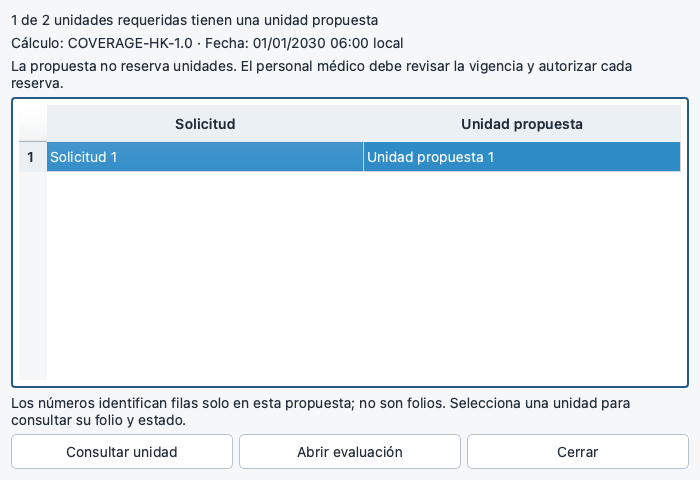 1 de 2 unidades requeridas tienen una unidad propuesta
Cálculo: COVERAGE-HK-1.0 · Fecha: 01/01/2030 06:00 local
La propuesta no reserva unidades. El personal médico debe revisar la vigencia y autorizar cada
reserva.
Solicitud Unidad propuesta
1 Solicitud 1 Unidad propuesta 1
Los números identifican filas solo en esta propuesta; no son folios. Selecciona una unidad para
consultar su folio y estado.
Consultar unidad Abrir evaluación Cerrar